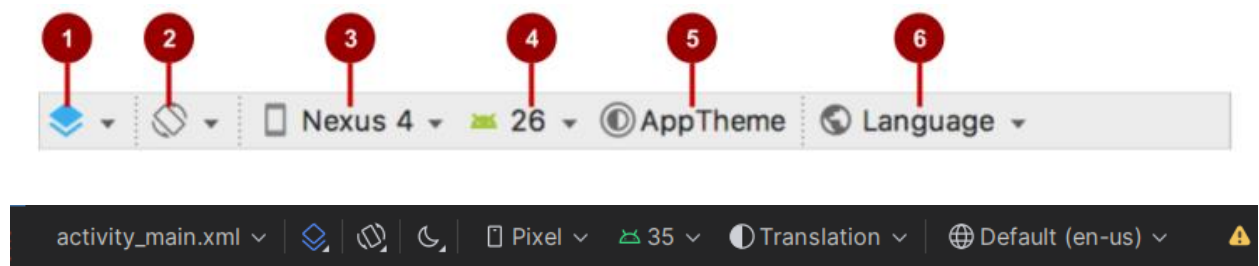 1 2 3 4 5 6
Nexus 4 26 AppTheme Language
activity_main.xml Pixel 35 Translation Default (en-us)